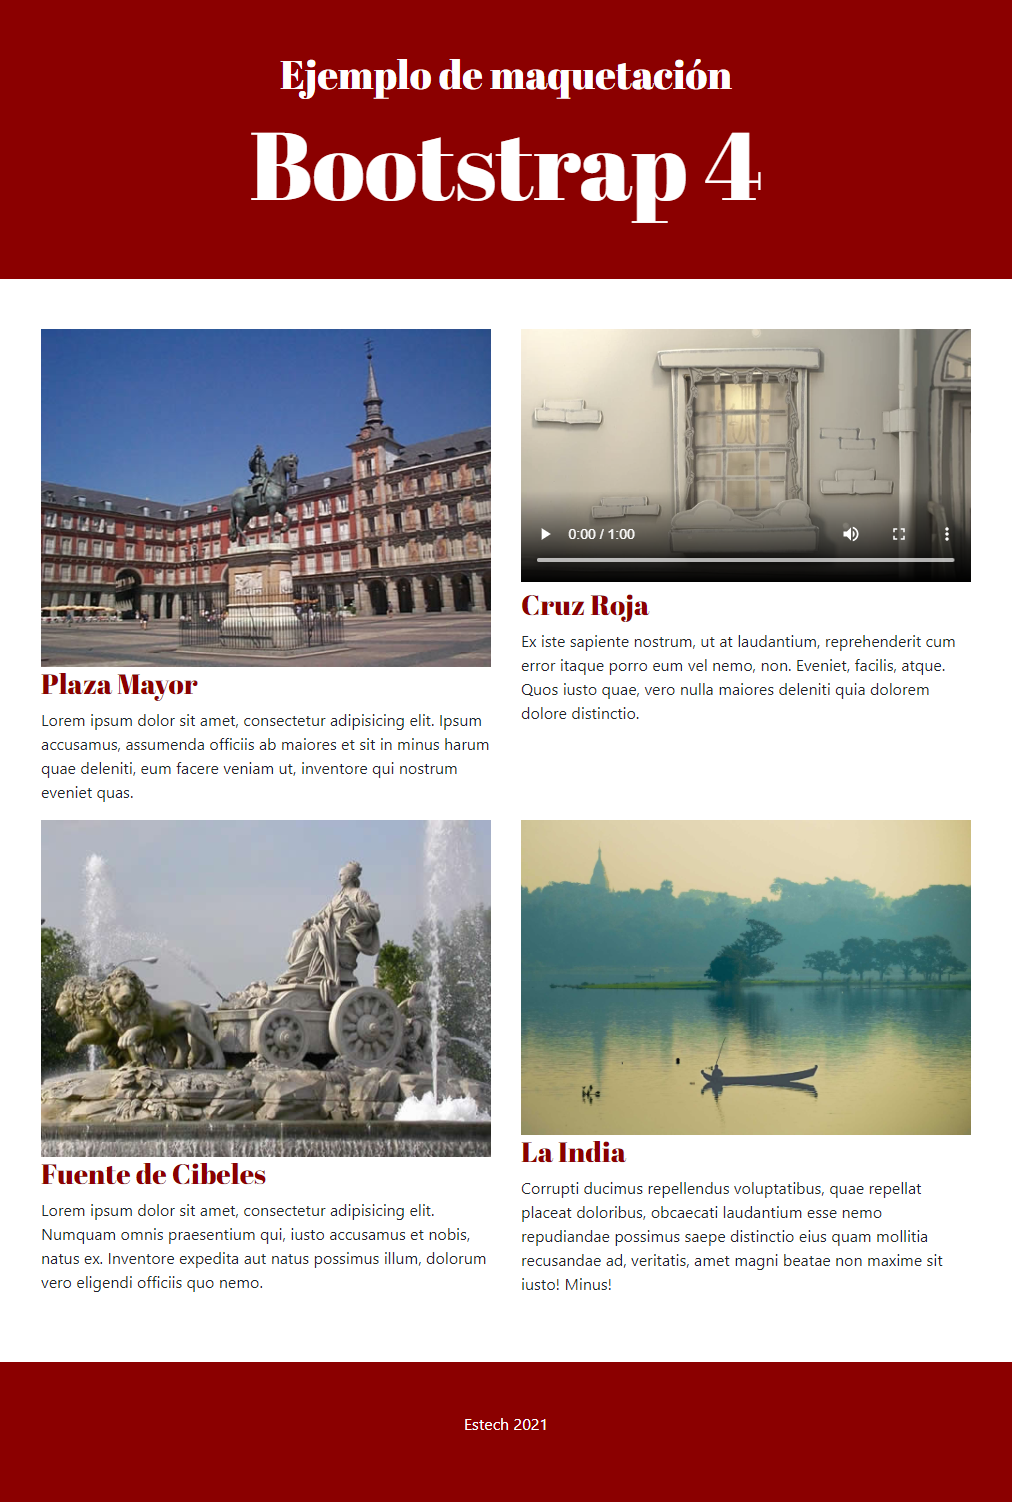 Ejemplo de maquetación
Bootstrap 4
0:00 / 1:00
Plaza Mayor
Lorem ipsum dolor sit amet, consectetur adipisicing elit. Ipsum
accusamus, assumenda officiis ab maiores et sit in minus harum
quae deleniti, eum facere veniam ut, inventore qui nostrum
eveniet quas.
Cruz Roja
Ex iste sapiente nostrum, ut at laudantium, reprehenderit cum
error itaque porro eum vel nemo, non. Eveniet, facilis, atque.
Quos iusto quae, vero nulla maiores deleniti quia dolorem
dolore distinctio.
Fuente de Cibeles
Lorem ipsum dolor sit amet, consectetur adipisicing elit.
Numquam omnis praesentium qui, iusto accusamus et nobis,
natus ex. Inventore expedita aut natus possimus illum, dolorum
vero eligendi officiis quo nemo.
La India
Corrupti ducimus repellendus voluptatibus, quae repellat
placeat doloribus, obcaecati laudantium esse nemo
repudiandae possimus saepe distinctio eius quam mollitia
recusandae ad, veritatis, amet magni beatae non maxime sit
iusto! Minus!
Estech 2021